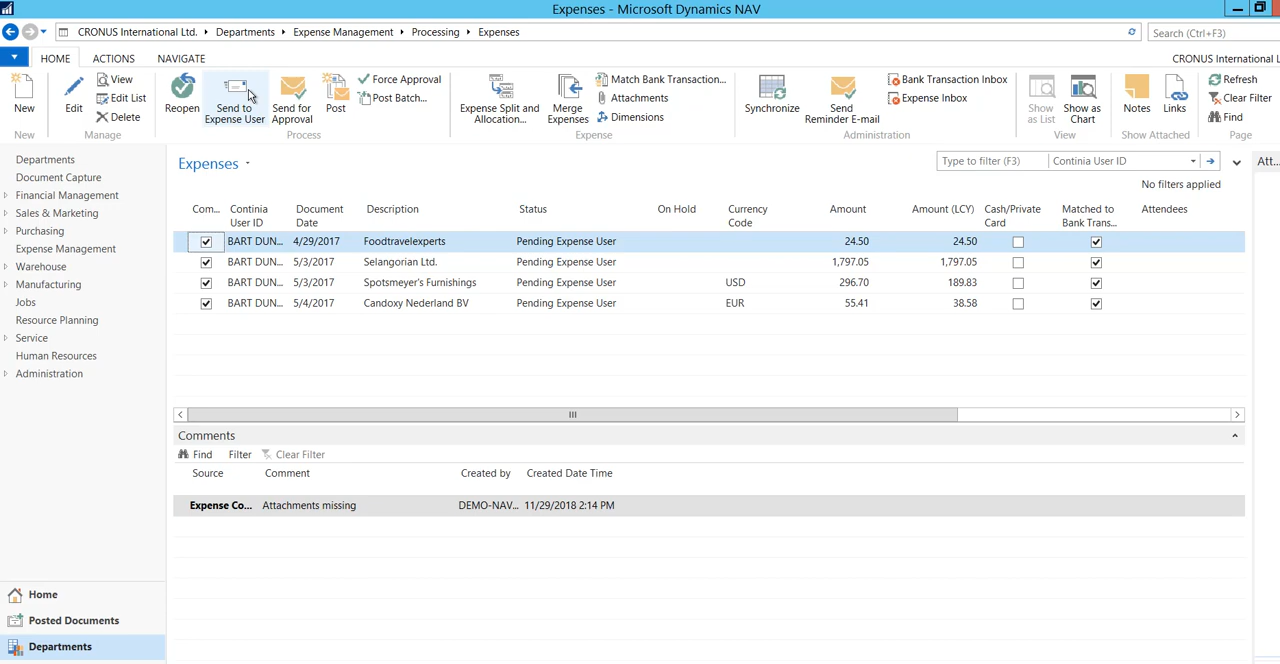 Expenses - Microsoft Dynamics NAV
CRONUS International Ltd. Departments Expense Management Processing Expenses
Search (Ctrl+F3)
HOME ACTIONS NAVIGATE
CRONUS International L
New
New
Edit
View
Edit List
Delete
Manage
Reopen
Send to Expense User
Send for Approval
Post
Force Approval
Post Batch...
Process
Expense Split and Allocation...
Merge Expenses
Match Bank Transaction...
Attachments
Dimensions
Expense
Synchronize
Send Reminder E-mail
Bank Transaction Inbox
Expense Inbox
Administration
Show as List
Show as Chart
View
Notes
Links
Show Attached
Refresh
Clear Filter
Find
Page
Departments
Document Capture
Financial Management
Sales & Marketing
Purchasing
Expense Management
Warehouse
Manufacturing
Jobs
Resource Planning
Service
Human Resources
Administration
Home
Posted Documents
Departments
Expenses
Type to filter (F3) Continia User ID
Att...
No filters applied
Com... Continia User ID Document Date Description Status On Hold Currency Code Amount Amount (LCY) Cash/Private Card Matched to Bank Trans... Attendees
BART DUN... 4/29/2017 Foodtravelexperts Pending Expense User 24.50 24.50
BART DUN... 5/3/2017 Selangorian Ltd. Pending Expense User 1,797.05 1,797.05
BART DUN... 5/3/2017 Spotsmeyer's Furnishings Pending Expense User USD 296.70 189.83
BART DUN... 5/4/2017 Candoxy Nederland BV Pending Expense User EUR 55.41 38.58
Comments
Find Filter Clear Filter
Source Comment Created by Created Date Time
Expense Co... Attachments missing DEMO-NAV... 11/29/2018 2:14 PM